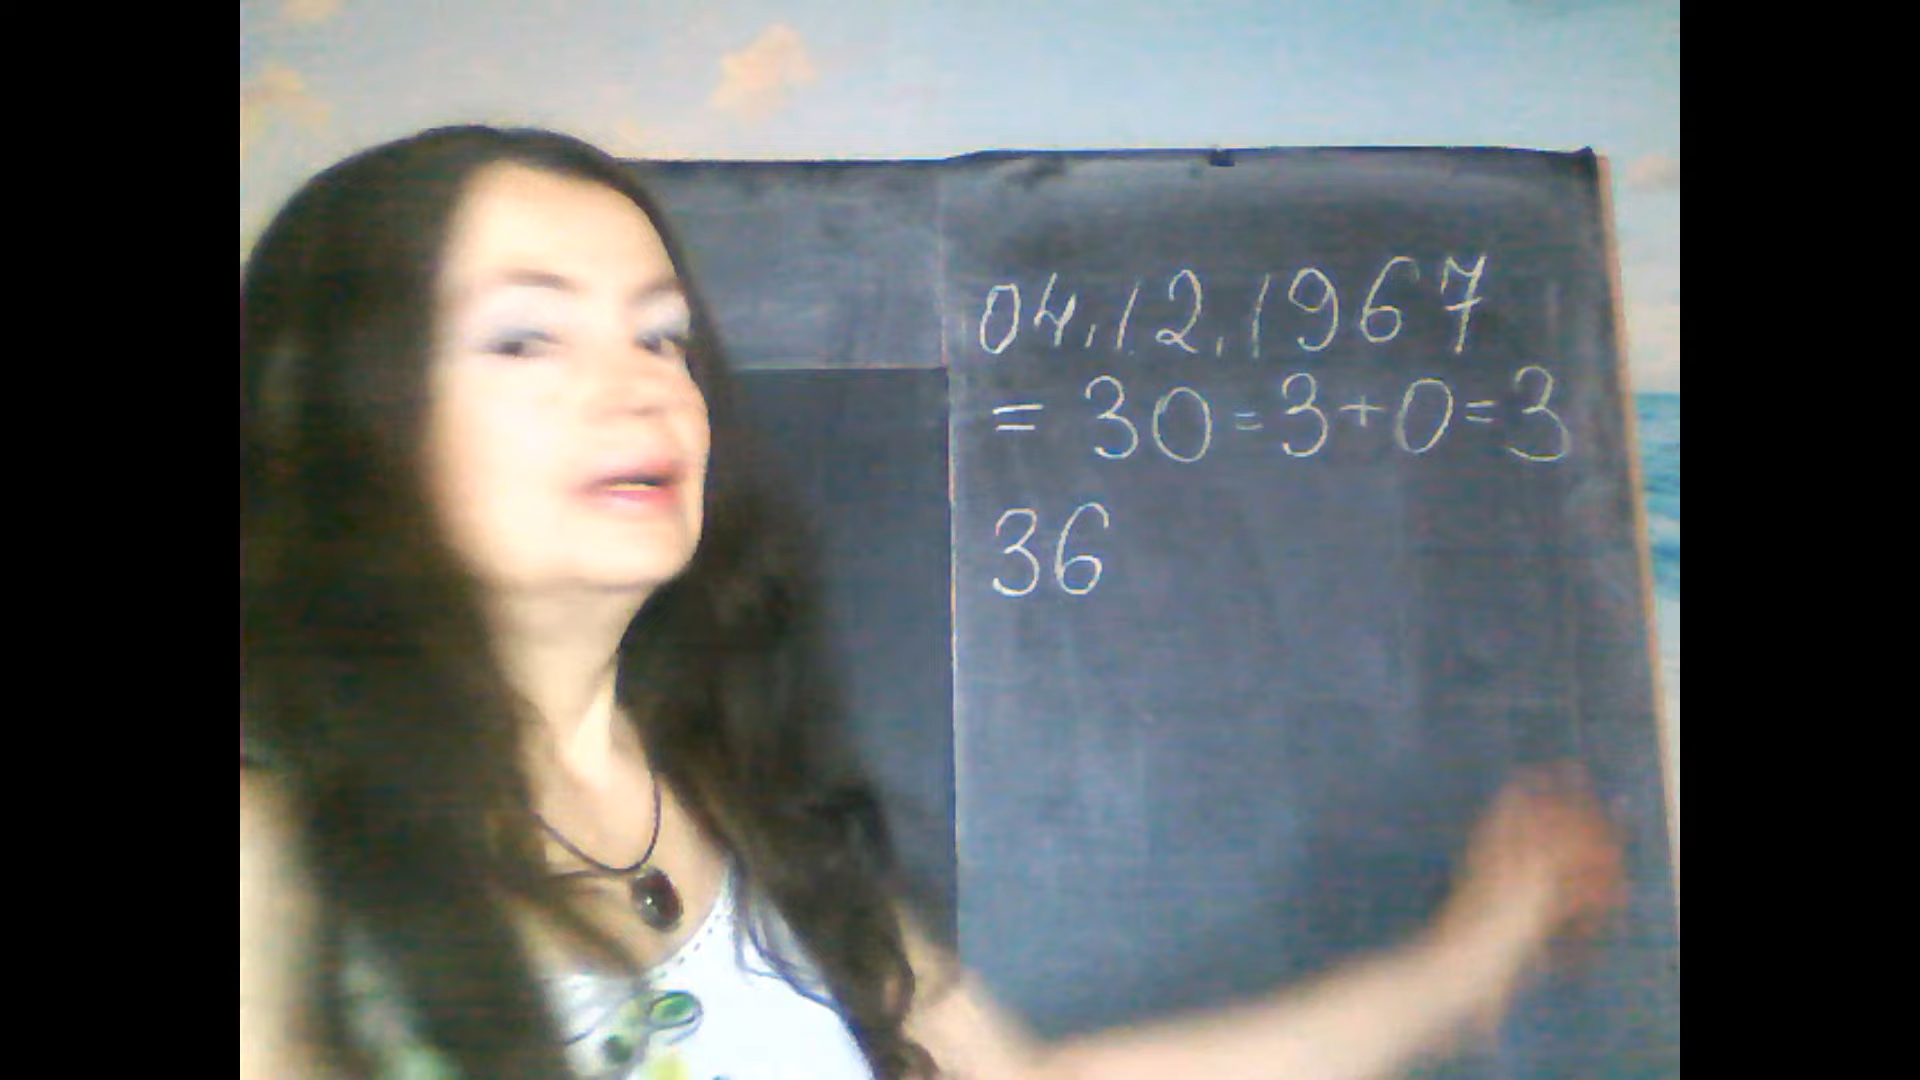 04.12.1967
= 30 = 3+0=3
36